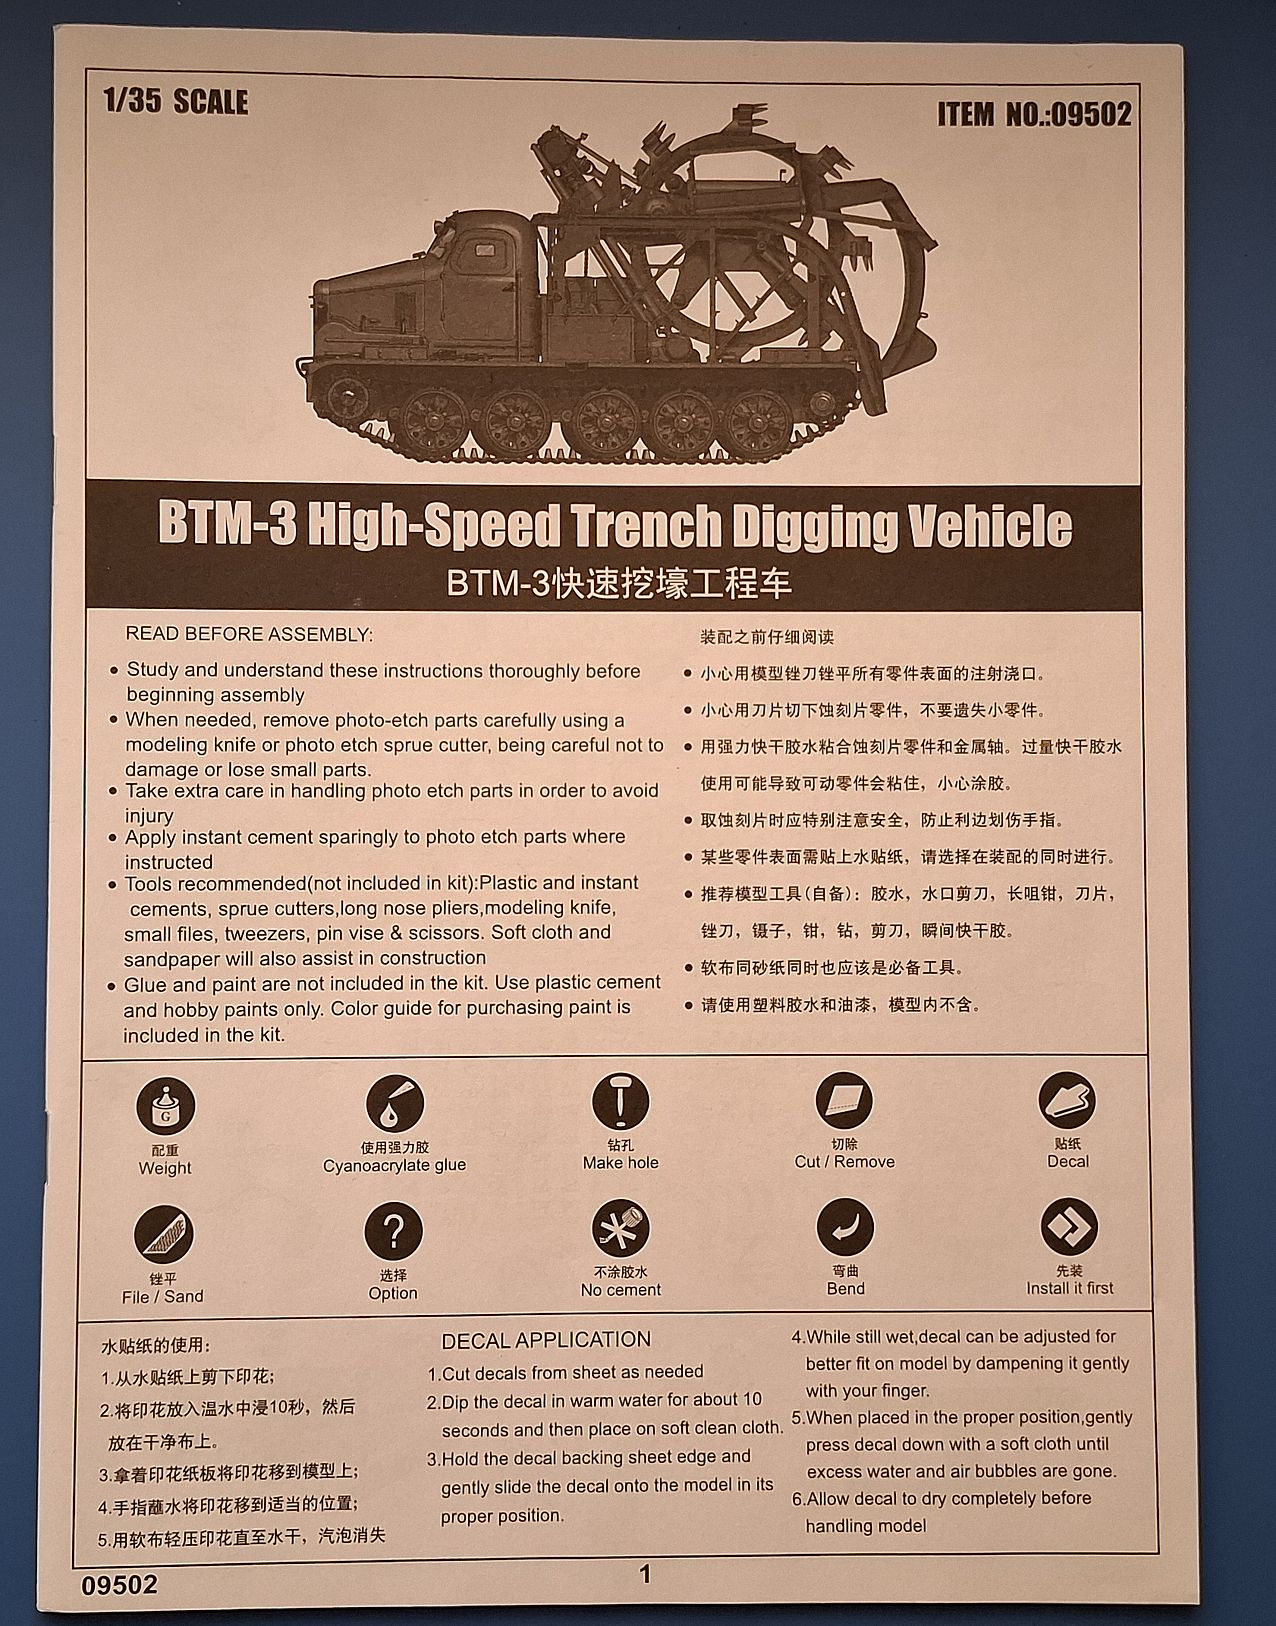 1/35 SCALE
ITEM NO.:09502
BTM-3 High-Speed Trench Digging Vehicle
BTM-3快速挖壕工程车
READ BEFORE ASSEMBLY:
● Study and understand these instructions thoroughly before
beginning assembly
● When needed, remove photo-etch parts carefully using a
modeling knife or photo etch sprue cutter, being careful not to
damage or lose small parts.
● Take extra care in handling photo etch parts in order to avoid
injury
● Apply instant cement sparingly to photo etch parts where
instructed
● Tools recommended(not included in kit):Plastic and instant
cements, sprue cutters,long nose pliers,modeling knife,
small files, tweezers, pin vise & scissors. Soft cloth and
sandpaper will also assist in construction
● Glue and paint are not included in the kit. Use plastic cement
and hobby paints only. Color guide for purchasing paint is
included in the kit.
装配之前仔细阅读
● 小心用模型锉刀锉平所有零件表面的注射浇口。
● 小心用刀片切下蚀刻片零件，不要遗失小零件。
● 用强力快干胶水粘合蚀刻片零件和金属轴。过量快干胶水
使用可能导致可动零件会粘住，小心涂胶。
● 取蚀刻片时应特别注意安全，防止利边划伤手指。
● 某些零件表面需贴上水贴纸，请选择在装配的同时进行。
● 推荐模型工具(自备)：胶水，水口剪刀，长咀钳，刀片，
锉刀，镊子，钳，钻，剪刀，瞬间快干胶。
● 软布同砂纸同时也应该是必备工具。
● 请使用塑料胶水和油漆，模型内不含。
G
配重
Weight
使用强力胶
Cyanoacrylate glue
钻孔
Make hole
切除
Cut / Remove
贴纸
Decal
锉平
File / Sand
?
选择
Option
不涂胶水
No cement
弯曲
Bend
先装
Install it first
水贴纸的使用：
1.从水贴纸上剪下印花;
2.将印花放入温水中浸10秒，然后
放在干净布上。
3.拿着印花纸板将印花移到模型上;
4.手指蘸水将印花移到适当的位置;
5.用软布轻压印花直至水干，汽泡消失
DECAL APPLICATION
1.Cut decals from sheet as needed
2.Dip the decal in warm water for about 10
seconds and then place on soft clean cloth.
3.Hold the decal backing sheet edge and
gently slide the decal onto the model in its
proper position.
4.While still wet,decal can be adjusted for
better fit on model by dampening it gently
with your finger.
5.When placed in the proper position,gently
press decal down with a soft cloth until
excess water and air bubbles are gone.
6.Allow decal to dry completely before
handling model
09502
1